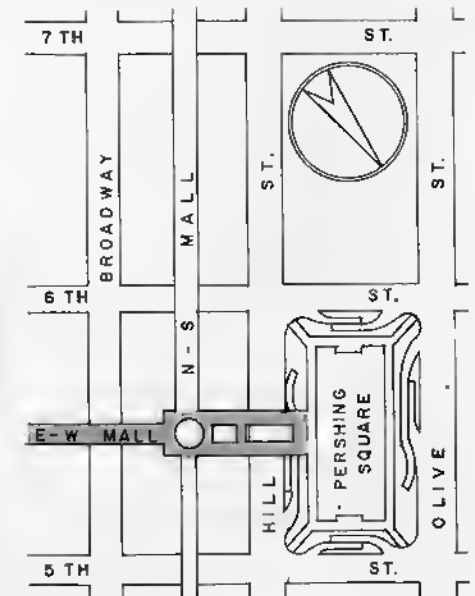 7 TH ST.
BROADWAY
MALL
ST.
ST.
6 TH ST.
N-S
E-W MALL
PERSHING
SQUARE
HILL
OLIVE
5 TH ST.